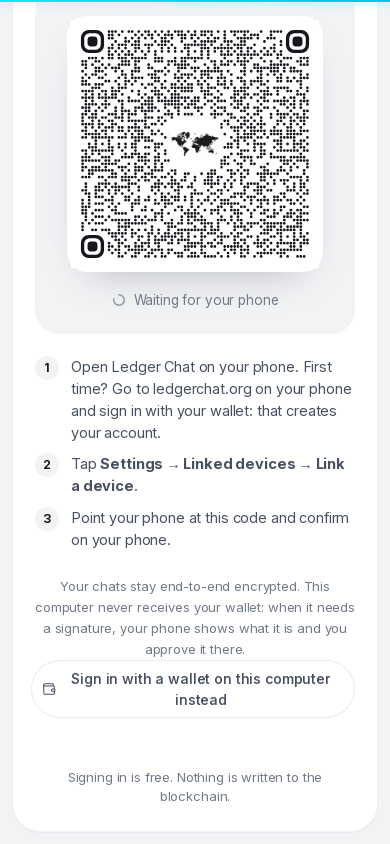 Waiting for your phone
1 Open Ledger Chat on your phone. First
time? Go to ledgerchat.org on your phone
and sign in with your wallet: that creates
your account.
2 Tap Settings → Linked devices → Link
a device.
3 Point your phone at this code and confirm
on your phone.
Your chats stay end-to-end encrypted. This
computer never receives your wallet: when it needs
a signature, your phone shows what it is and you
approve it there.
Sign in with a wallet on this computer
instead
Signing in is free. Nothing is written to the
blockchain.